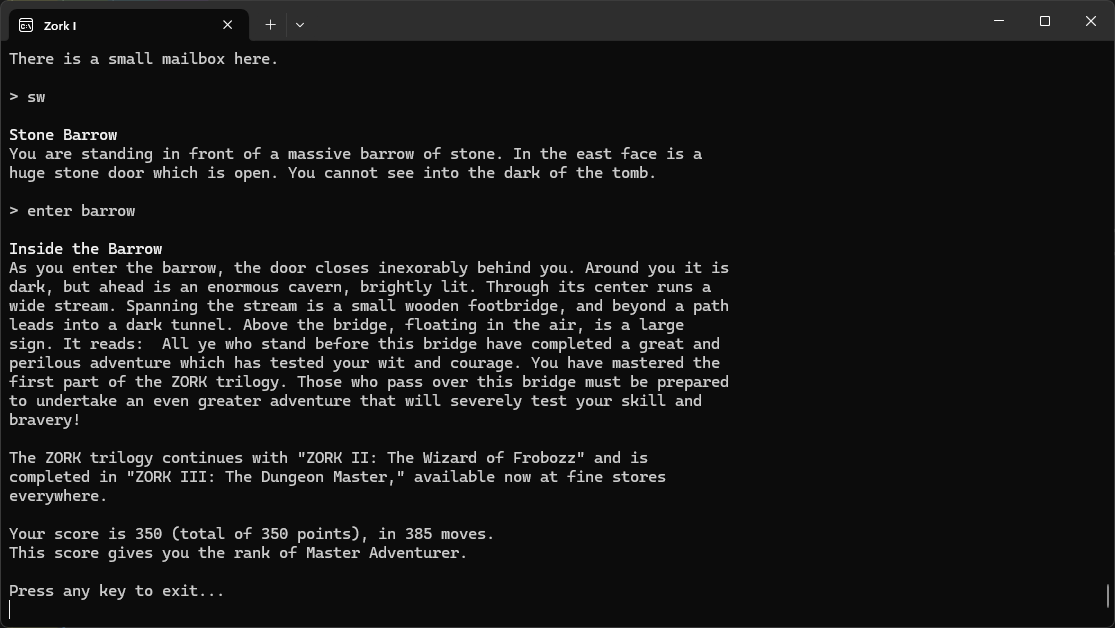 Zork I
There is a small mailbox here.
> sw
Stone Barrow
You are standing in front of a massive barrow of stone. In the east face is a
huge stone door which is open. You cannot see into the dark of the tomb.
> enter barrow
Inside the Barrow
As you enter the barrow, the door closes inexorably behind you. Around you it is
dark, but ahead is an enormous cavern, brightly lit. Through its center runs a
wide stream. Spanning the stream is a small wooden footbridge, and beyond a path
leads into a dark tunnel. Above the bridge, floating in the air, is a large
sign. It reads:  All ye who stand before this bridge have completed a great and
perilous adventure which has tested your wit and courage. You have mastered the
first part of the ZORK trilogy. Those who pass over this bridge must be prepared
to undertake an even greater adventure that will severely test your skill and
bravery!
The ZORK trilogy continues with "ZORK II: The Wizard of Frobozz" and is
completed in "ZORK III: The Dungeon Master," available now at fine stores
everywhere.
Your score is 350 (total of 350 points), in 385 moves.
This score gives you the rank of Master Adventurer.
Press any key to exit...